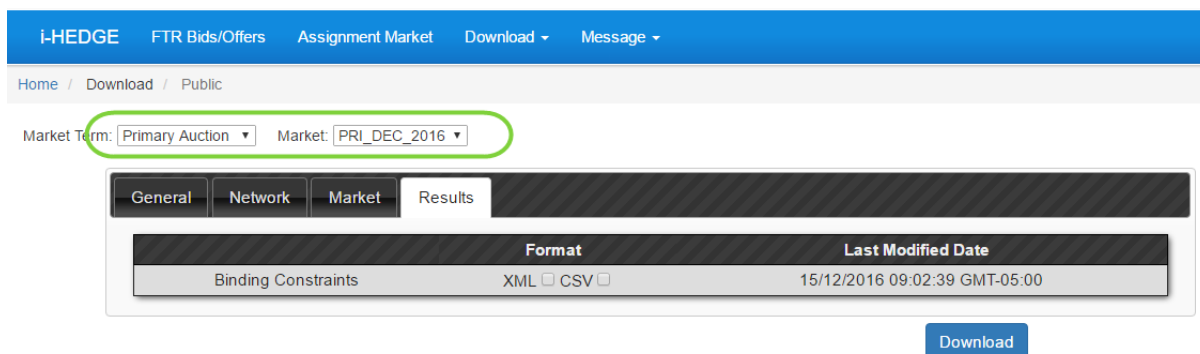 i-HEDGE FTR Bids/Offers Assignment Market Download Message
Home / Download / Public
Market Term: Primary Auction Market: PRI_DEC_2016
General Network Market Results
Format Last Modified Date
Binding Constraints XML CSV 15/12/2016 09:02:39 GMT-05:00
Download